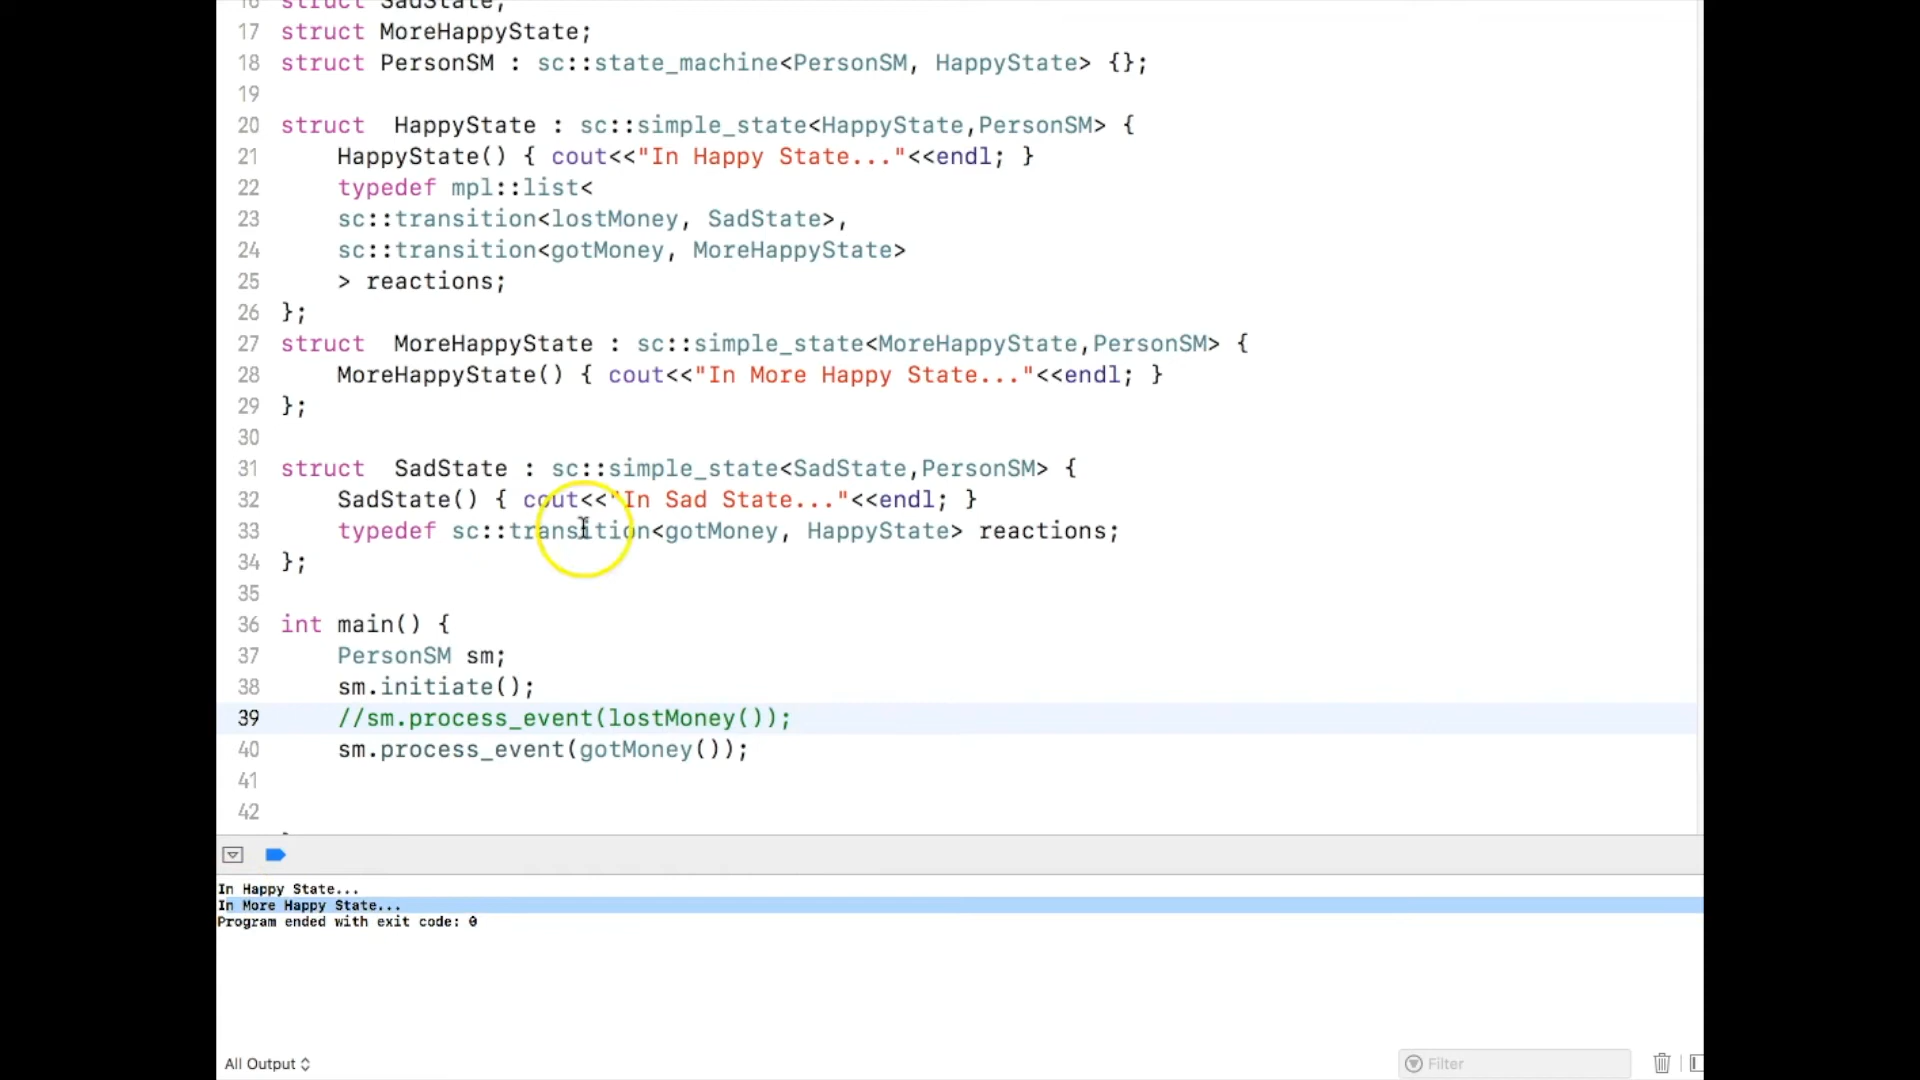 16 struct SadState;
17 struct MoreHappyState;
18 struct PersonSM : sc::state_machine<PersonSM, HappyState> {};
19
20 struct  HappyState : sc::simple_state<HappyState,PersonSM> {
21     HappyState() { cout<<"In Happy State..."<<endl; }
22     typedef mpl::list<
23     sc::transition<lostMoney, SadState>,
24     sc::transition<gotMoney, MoreHappyState>
25     > reactions;
26 };
27 struct  MoreHappyState : sc::simple_state<MoreHappyState,PersonSM> {
28     MoreHappyState() { cout<<"In More Happy State..."<<endl; }
29 };
30
31 struct  SadState : sc::simple_state<SadState,PersonSM> {
32     SadState() { cout<<"In Sad State..."<<endl; }
33     typedef sc::transition<gotMoney, HappyState> reactions;
34 };
35
36 int main() {
37     PersonSM sm;
38     sm.initiate();
39     //sm.process_event(lostMoney());
40     sm.process_event(gotMoney());
41
42
In Happy State...
In More Happy State...
Program ended with exit code: 0
All Output
Filter